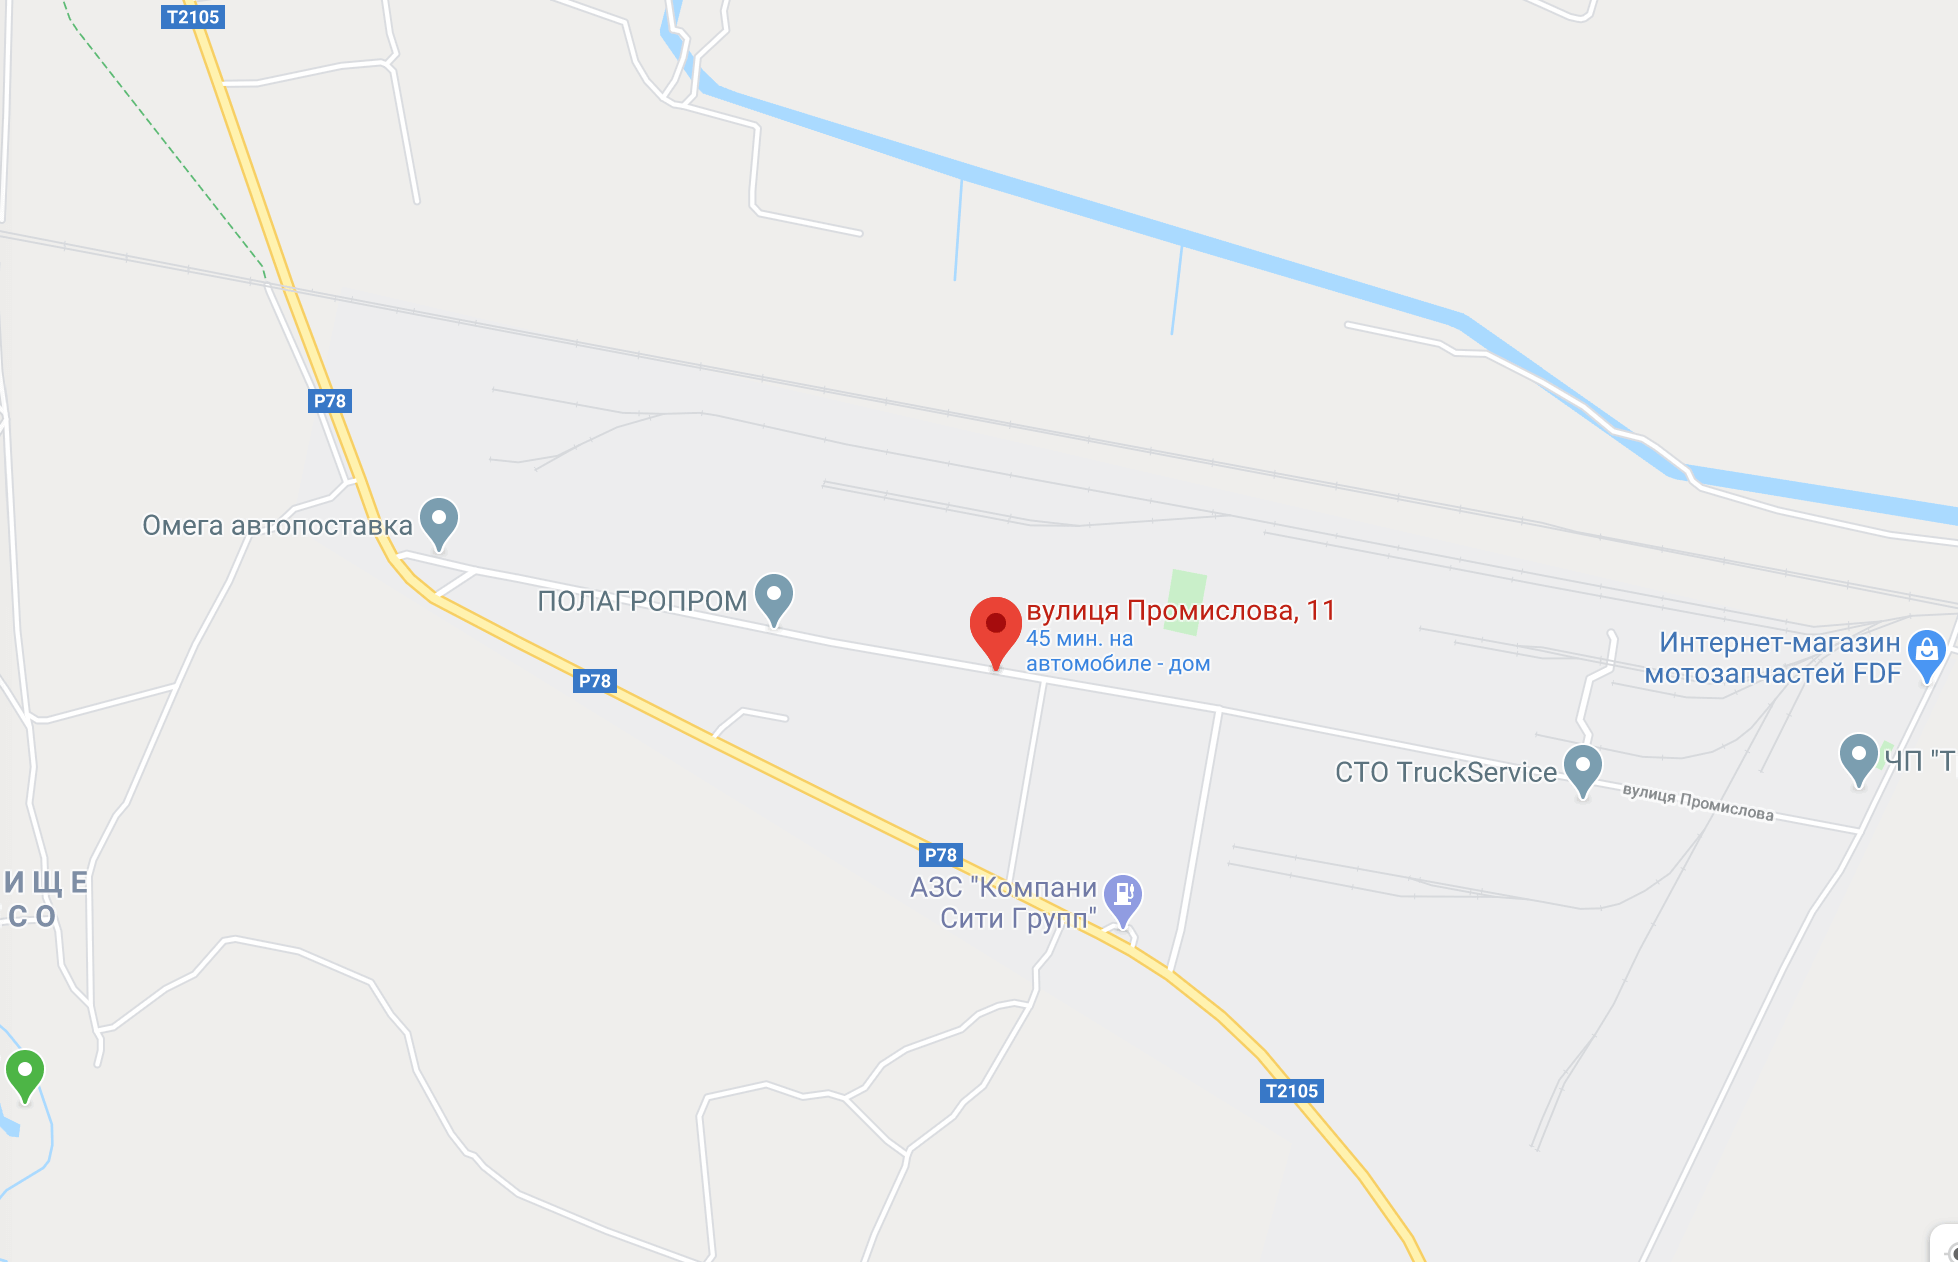 T2105
P78
Омега автопоставка
ПОЛАГРОПРОМ
вулиця Промислова, 11
45 мин. на
автомобиле - дом
Интернет-магазин
мотозапчастей FDF
P78
СТО TruckService
ЧП "Т
вулиця Промислова
P78
АЗС "Компани
Сити Групп"
ИЩЕ
СО
T2105